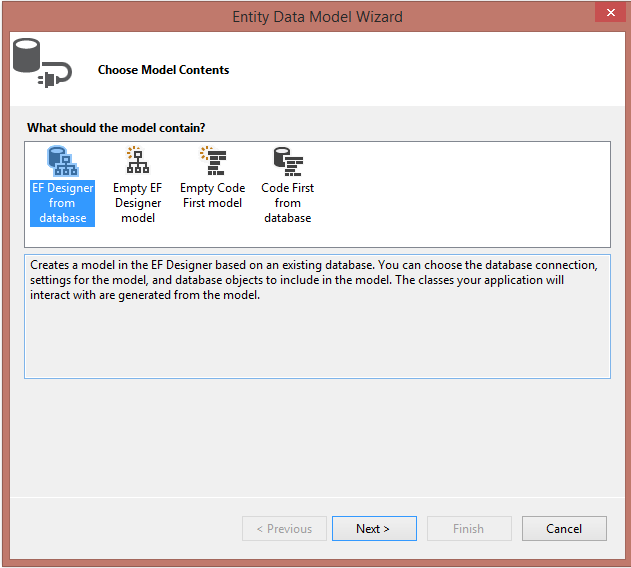 Entity Data Model Wizard
Choose Model Contents
What should the model contain?
EF Designer
from
database
Empty EF
Designer
model
Empty Code
First model
Code First
from
database
Creates a model in the EF Designer based on an existing database. You can choose the database connection,
settings for the model, and database objects to include in the model. The classes your application will
interact with are generated from the model.
< Previous
Next >
Finish
Cancel